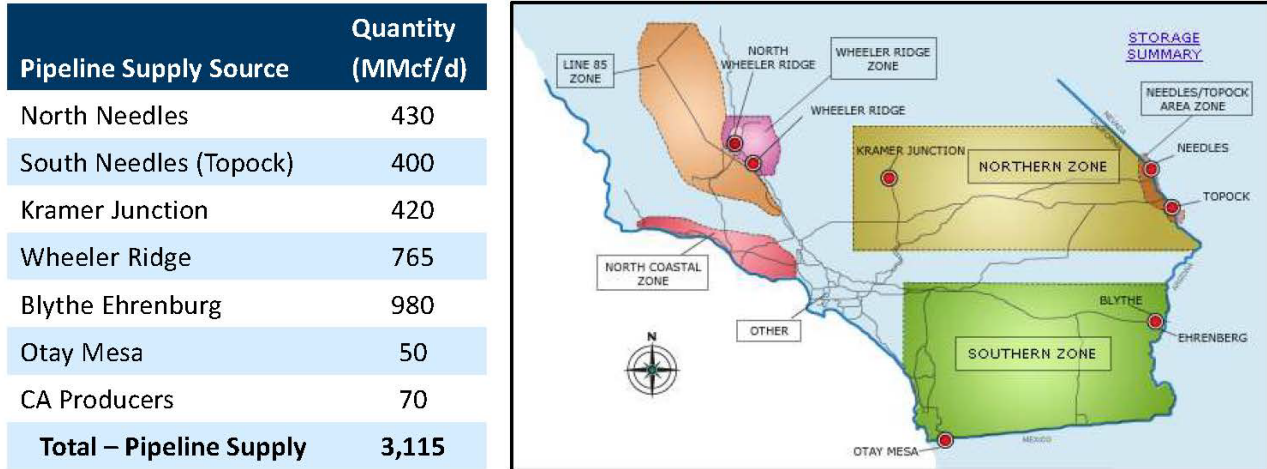 Pipeline Supply Source
Quantity
(MMcf/d)
North Needles 430
South Needles (Topock) 400
Kramer Junction 420
Wheeler Ridge 765
Blythe Ehrenburg 980
Otay Mesa 50
CA Producers 70
Total – Pipeline Supply 3,115
STORAGE
SUMMARY
NORTH
WHEELER RIDGE
WHEELER RIDGE
ZONE
LINE 85
ZONE
WHEELER RIDGE
NEEDLES/TOPOCK
AREA ZONE
NEVADA
CALIFORNIA
NEEDLES
KRAMER JUNCTION
NORTHERN ZONE
TOPOCK
NORTH COASTAL
ZONE
ARIZONA
BLYTHE
OTHER
EHRENBERG
N
SOUTHERN ZONE
MEXICO
OTAY MESA